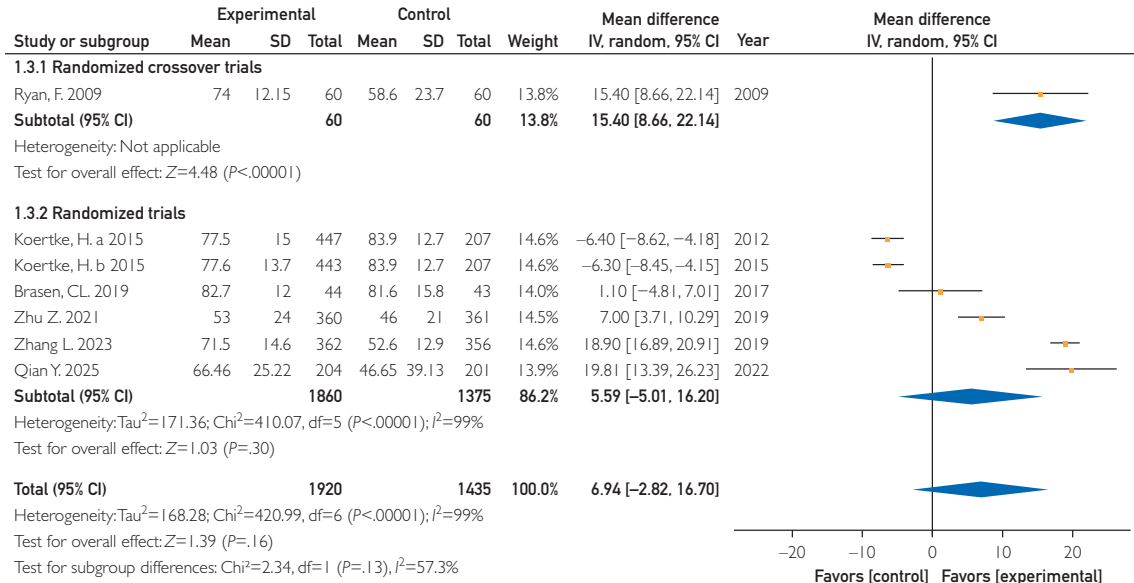 Experimental Control Mean difference Mean difference
Study or subgroup Mean SD Total Mean SD Total Weight IV, random, 95% CI Year IV, random, 95% CI
1.3.1 Randomized crossover trials
Ryan, F. 2009 74 12.15 60 58.6 23.7 60 13.8% 15.40 [8.66, 22.14] 2009
Subtotal (95% CI) 60 60 13.8% 15.40 [8.66, 22.14]
Heterogeneity: Not applicable
Test for overall effect: Z=4.48 (P<.00001)
1.3.2 Randomized trials
Koertke, H. a 2015 77.5 15 447 83.9 12.7 207 14.6% –6.40 [−8.62, −4.18] 2012
Koertke, H. b 2015 77.6 13.7 443 83.9 12.7 207 14.6% –6.30 [–8.45, –4.15] 2015
Brasen, CL. 2019 82.7 12 44 81.6 15.8 43 14.0% 1.10 [–4.81, 7.01] 2017
Zhu Z. 2021 53 24 360 46 21 361 14.5% 7.00 [3.71, 10.29] 2019
Zhang L. 2023 71.5 14.6 362 52.6 12.9 356 14.6% 18.90 [16.89, 20.91] 2019
Qian Y. 2025 66.46 25.22 204 46.65 39.13 201 13.9% 19.81 [13.39, 26.23] 2022
Subtotal (95% CI) 1860 1375 86.2% 5.59 [–5.01, 16.20]
Heterogeneity: Tau²=171.36; Chi²=410.07, df=5 (P<.00001); I²=99%
Test for overall effect: Z=1.03 (P=.30)
Total (95% CI) 1920 1435 100.0% 6.94 [–2.82, 16.70]
Heterogeneity: Tau²=168.28; Chi²=420.99, df=6 (P<.00001); I²=99%
Test for overall effect: Z=1.39 (P=.16)
Test for subgroup differences: Chi²=2.34, df=1 (P=.13), I²=57.3%
–20 –10 0 10 20
Favors [control] Favors [experimental]